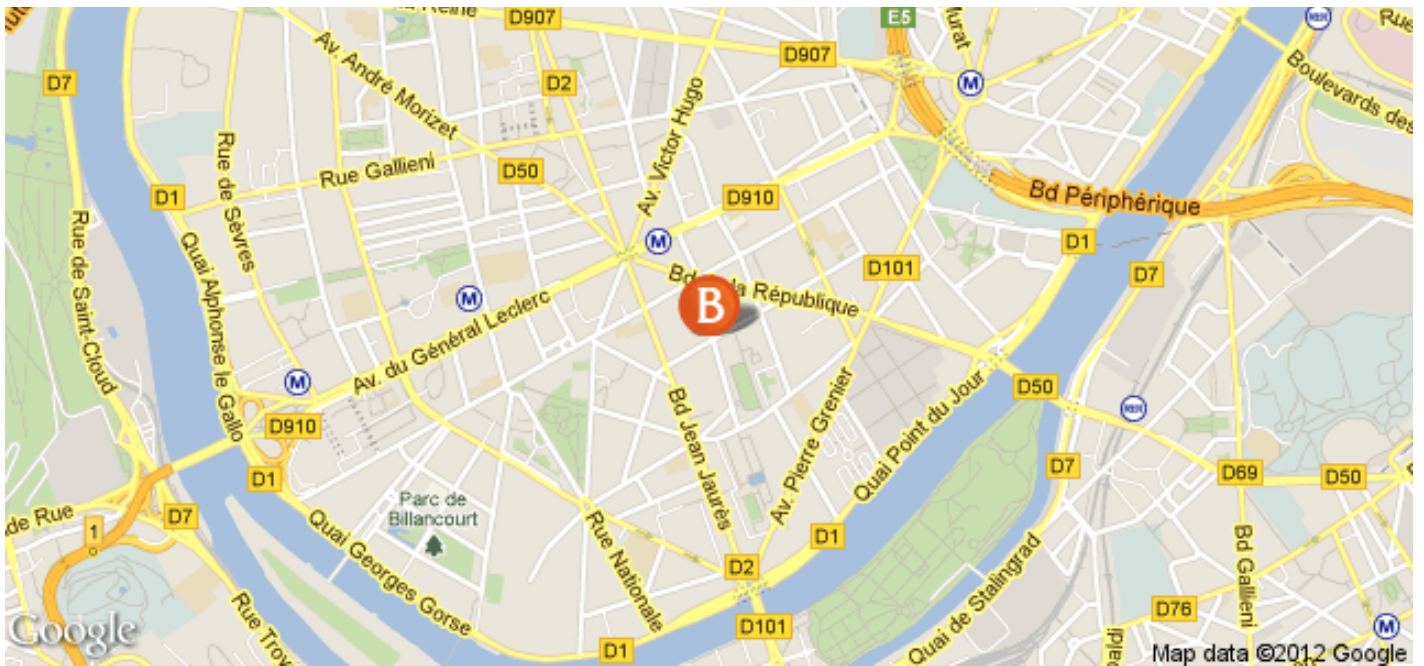 a Reine
D907
E5
Murat
Rue
D7
Av. André Morizet
D2
D907
M
Boulevards des
Av. Victor Hugo
Rue de Sèvres
Rue Gallieni
D50
D1
D910
Bd Périphérique
M
D1
Rue de Saint-Cloud
Quai Alphonse le Gallo
D101
D7
M
Bd
la République
B
Av. du Général Leclerc
M
D50
D910
Bd Jean Jaurès
Av. Pierre Grenier
Quai Point du Jour
D1
D7
D69
D50
de Rue
D7
1
Parc de
Billancourt
Quai Georges Gorse
Rue Nationale
D1
D2
Quai de Stalingrad
Bd Gallieni
D76
Rue Troy
D1
D101
M
Google
Map data ©2012 Google